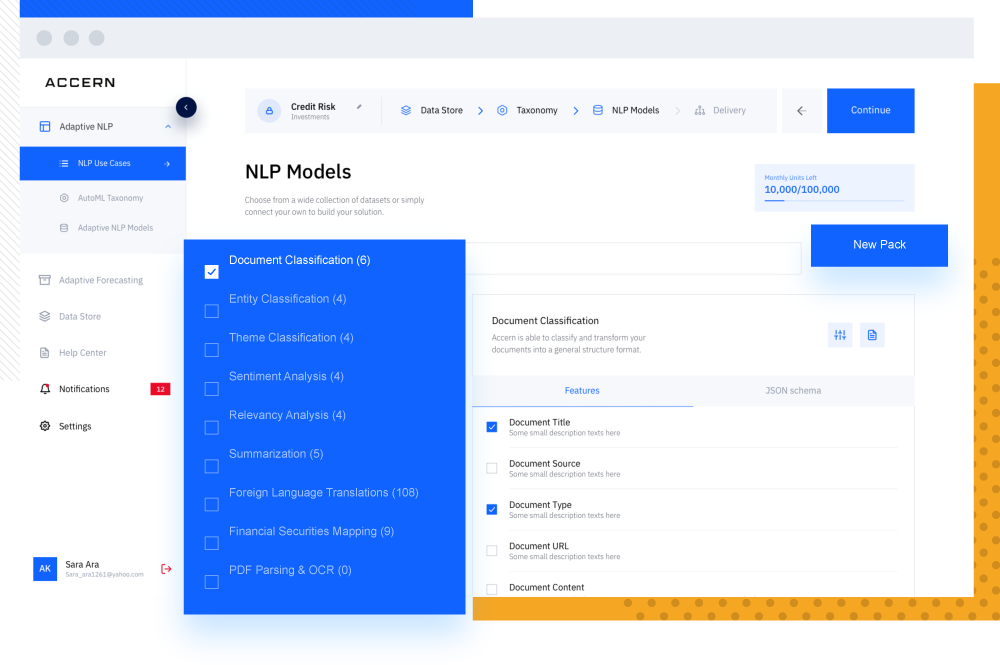 ACCERN
Adaptive NLP
NLP Use Cases
AutoML Taxonomy
Adaptive NLP Models
Adaptive Forecasting
Data Store
Help Center
Notifications
12
Settings
AK
Sara Ara
Sara_ara1261@yahoo.com
Credit Risk
Investments
Data Store
Taxonomy
NLP Models
Delivery
Continue
NLP Models
Choose from a wide collection of datasets or simply
connect your own to build your solution.
Monthly Units Left
10,000/100,000
New Pack
Document Classification (6)
Entity Classification (4)
Theme Classification (4)
Sentiment Analysis (4)
Relevancy Analysis (4)
Summarization (5)
Foreign Language Translations (108)
Financial Securities Mapping (9)
PDF Parsing & OCR (0)
Document Classification
Accern is able to classify and transform your
documents into a general structure format.
Features
JSON schema
Document Title
Some small description texts here
Document Source
Some small description texts here
Document Type
Some small description texts here
Document URL
Some small description texts here
Document Content